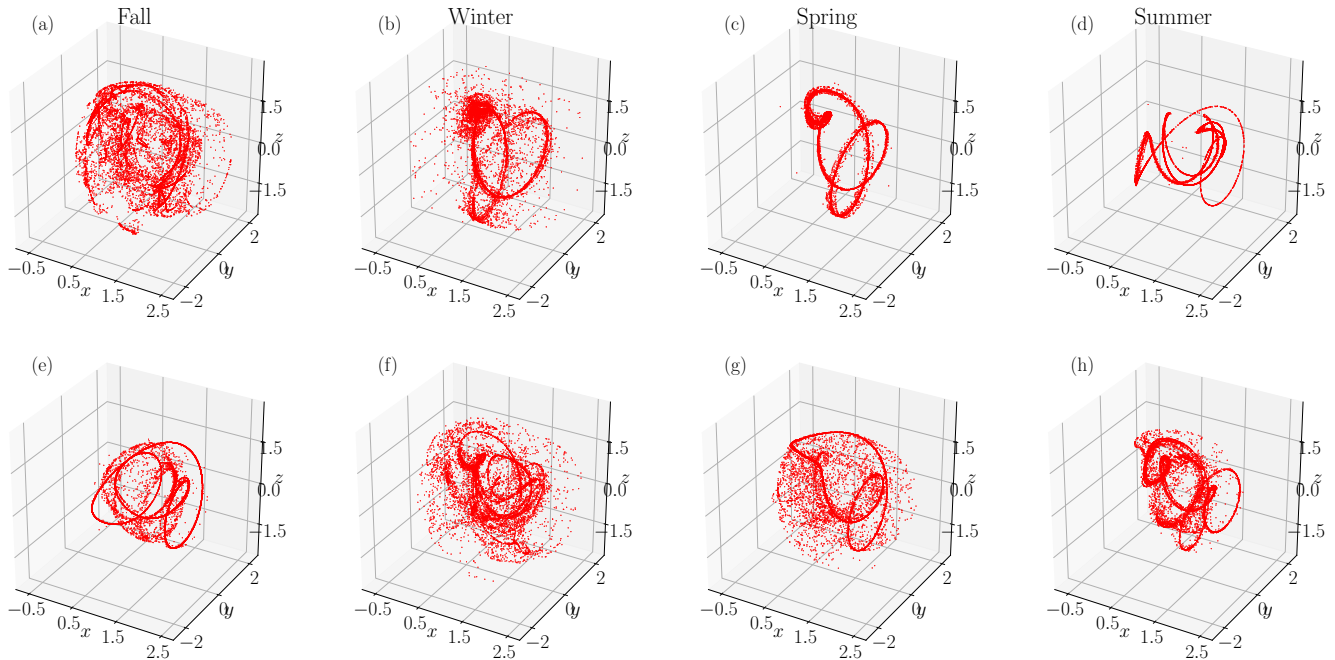 (a) Fall (b) Winter (c) Spring (d) Summer
1.5 1.5 1.5 1.5
z z z z
0.0 0.0 0.0 0.0
−1.5 −1.5 −1.5 −1.5
2 2 2 2
−0.5 0 y −0.5 0 y −0.5 0 y −0.5 0 y
0.5 x 1.5 −2 0.5 x 1.5 −2 0.5 x 1.5 −2 0.5 x 1.5 −2
2.5 2.5 2.5 2.5
(e) (f) (g) (h)
1.5 1.5 1.5 1.5
z z z z
0.0 0.0 0.0 0.0
−1.5 −1.5 −1.5 −1.5
2 2 2 2
−0.5 0 y −0.5 0 y −0.5 0 y −0.5 0 y
0.5 x 1.5 −2 0.5 x 1.5 −2 0.5 x 1.5 −2 0.5 x 1.5 −2
2.5 2.5 2.5 2.5